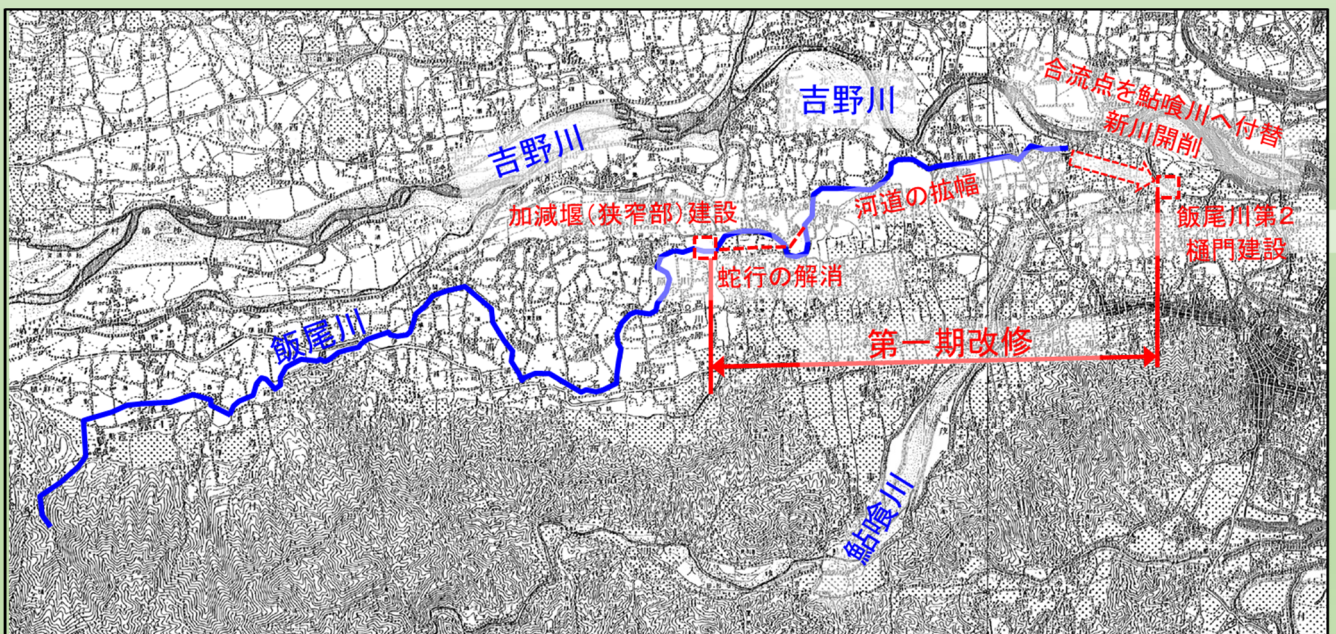 合流点を鮎喰川へ付替
新川開削
吉野川
吉野川
河道の拡幅
加減堰(狭窄部)建設
飯尾川第2
樋門建設
蛇行の解消
飯尾川
第一期改修
鮎喰川